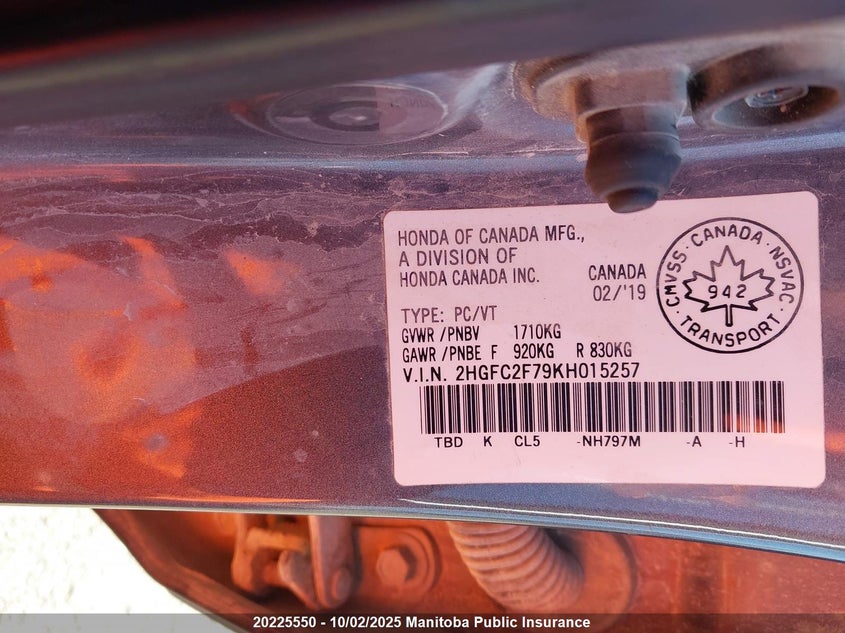 HONDA OF CANADA MFG.,
A DIVISION OF
HONDA CANADA INC.
CANADA
02/'19
TYPE: PC/VT
GVWR /PNBV 1710KG
GAWR /PNBE F 920KG R 830KG
V.I.N. 2HGFC2F79KH015257
TBD K CL5 -NH797M -A -H
CMVSS · CANADA · NSVAC
942
TRANSPORT
20225550 - 10/02/2025 Manitoba Public Insurance